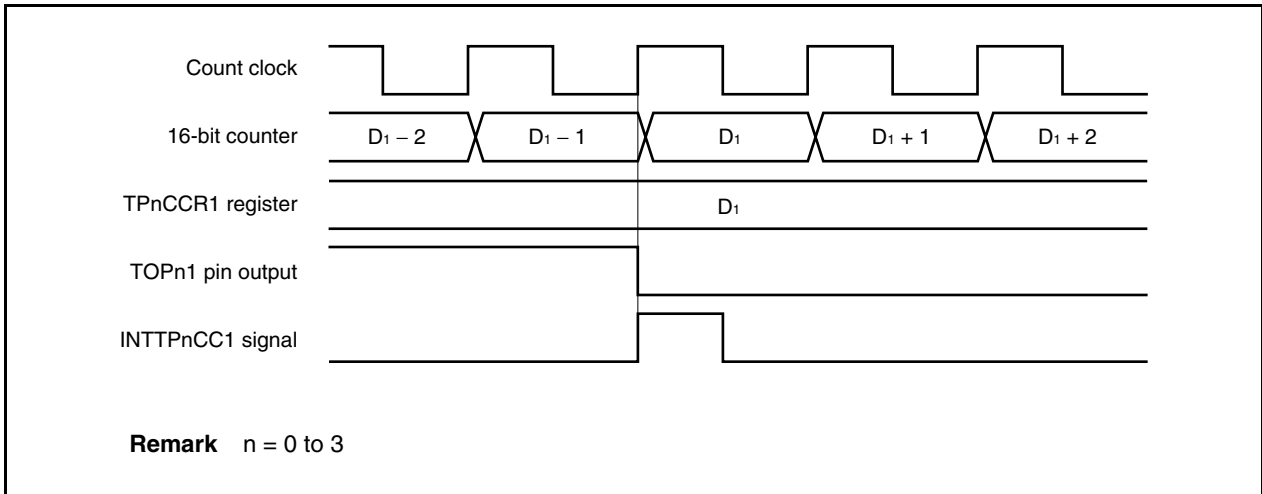 Count clock
16-bit counter D₁ − 2 D₁ − 1 D₁ D₁ + 1 D₁ + 2
TPnCCR1 register D₁
TOPn1 pin output
INTTPnCC1 signal
Remark n = 0 to 3